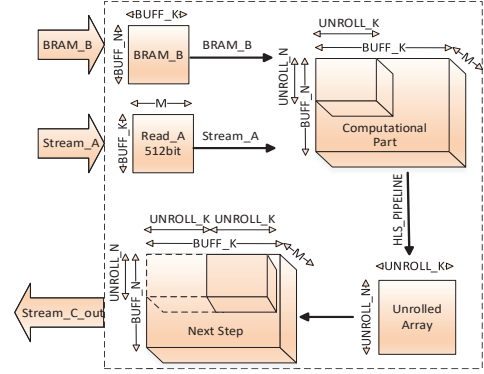 BUFF_K
BRAM_B
BUFF_N
BRAM_B
BRAM_B
UNROLL_K
BUFF_K
M
UNROLL_N
BUFF_N
Computational
Part
Stream_A
M
BUFF_K
Read_A
512bit
Stream_A
HLS_PIPELINE
UNROLL_K
UNROLL_K
BUFF_K
M
UNROLL_N
BUFF_N
Next Step
UNROLL_K
UNROLL_N
Unrolled
Array
Stream_C_out